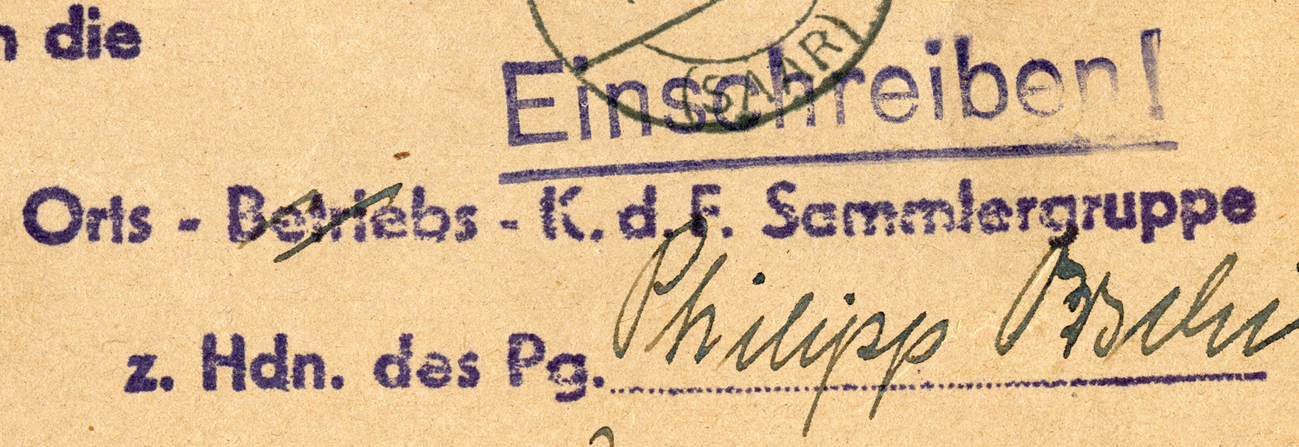 n die
(SAAR)
Einschreiben!
Orts - Betriebs - K. d. F. Sammlergruppe
z. Hdn. des Pg. Philipp